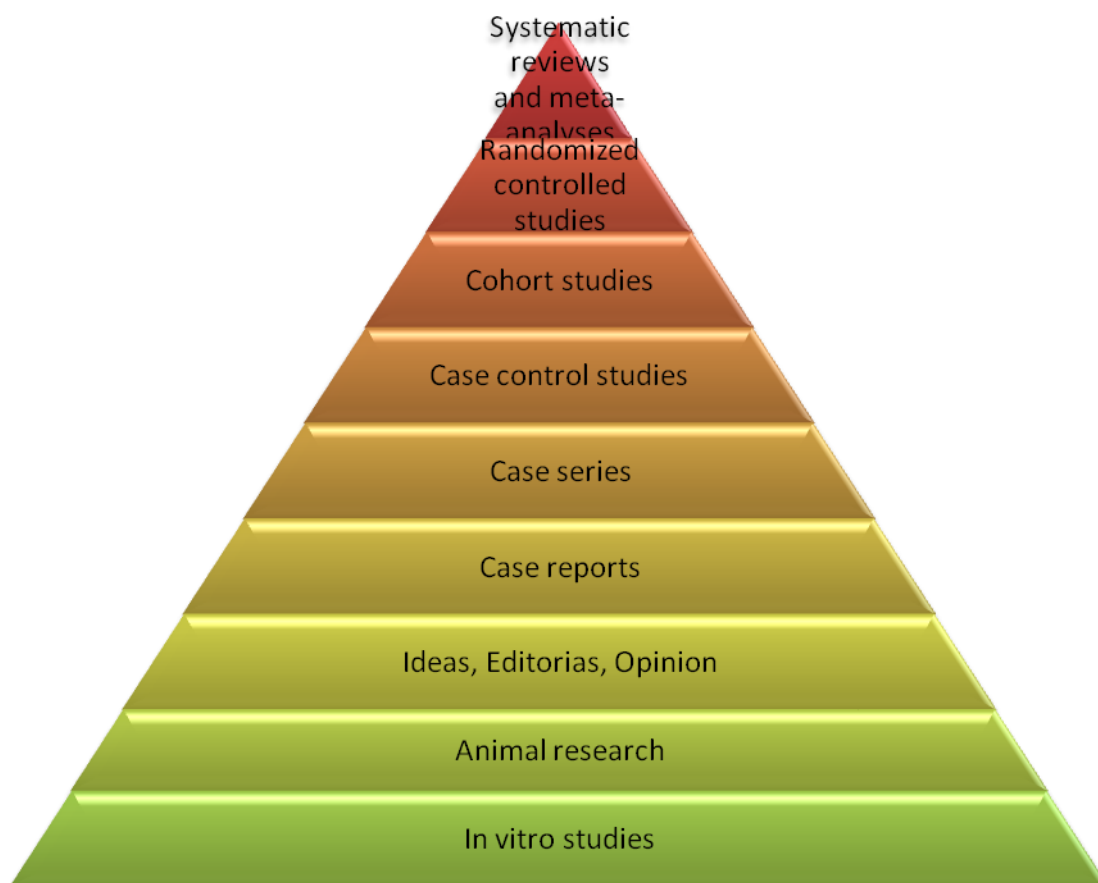 Systematic
reviews
and meta-
analyses
Randomized
controlled
studies
Cohort studies
Case control studies
Case series
Case reports
Ideas, Editorias, Opinion
Animal research
In vitro studies